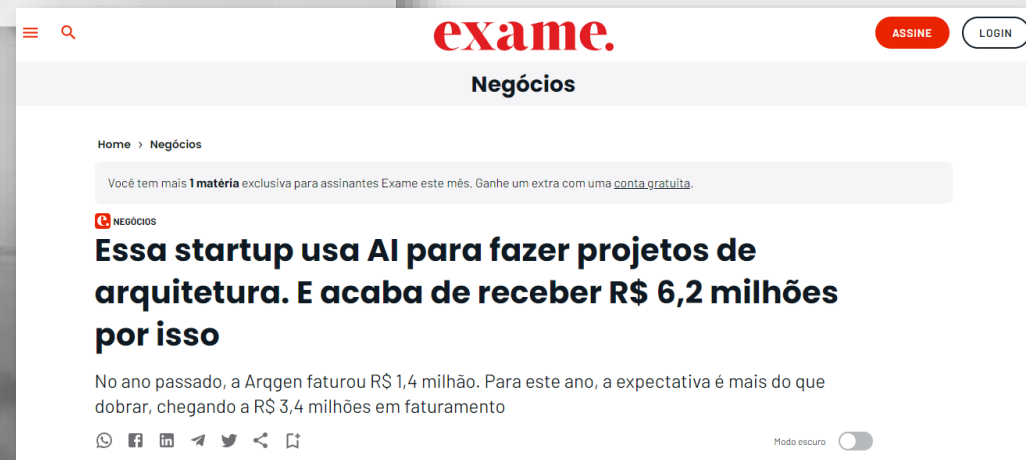 exame.
ASSINE
LOGIN
Negócios
Home › Negócios
Você tem mais 1 matéria exclusiva para assinantes Exame este mês. Ganhe um extra com uma conta gratuita.
e. NEGÓCIOS
Essa startup usa AI para fazer projetos de
arquitetura. E acaba de receber R$ 6,2 milhões
por isso
No ano passado, a Arqgen faturou R$ 1,4 milhão. Para este ano, a expectativa é mais do que
dobrar, chegando a R$ 3,4 milhões em faturamento
Modo escuro